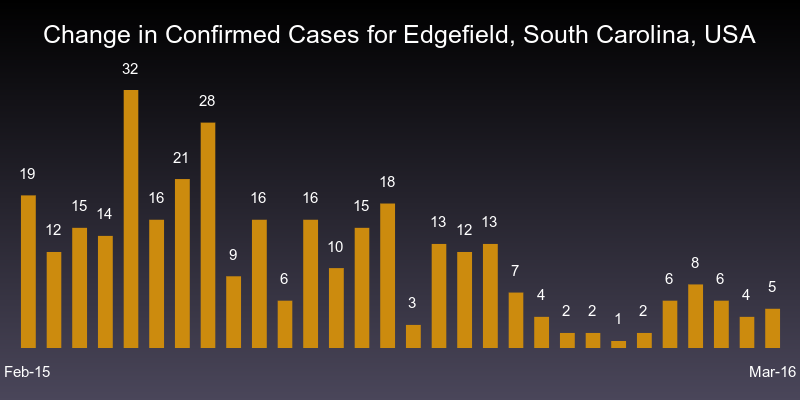 Change in Confirmed Cases for Edgefield, South Carolina, USA
19 12 15 14 32 16 21 28 9 16 6 16 10 15 18 3 13 12 13 7 4 2 2 1 2 6 8 6 4 5
Feb-15 Mar-16